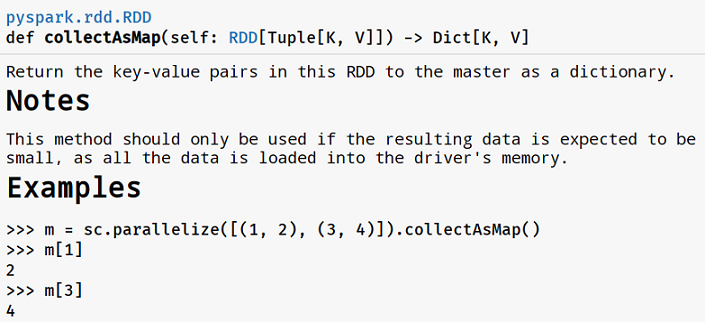 pyspark.rdd.RDD
def collectAsMap(self: RDD[Tuple[K, V]]) -> Dict[K, V]
Return the key-value pairs in this RDD to the master as a dictionary.
Notes
This method should only be used if the resulting data is expected to be
small, as all the data is loaded into the driver's memory.
Examples
>>> m = sc.parallelize([(1, 2), (3, 4)]).collectAsMap()
>>> m[1]
2
>>> m[3]
4